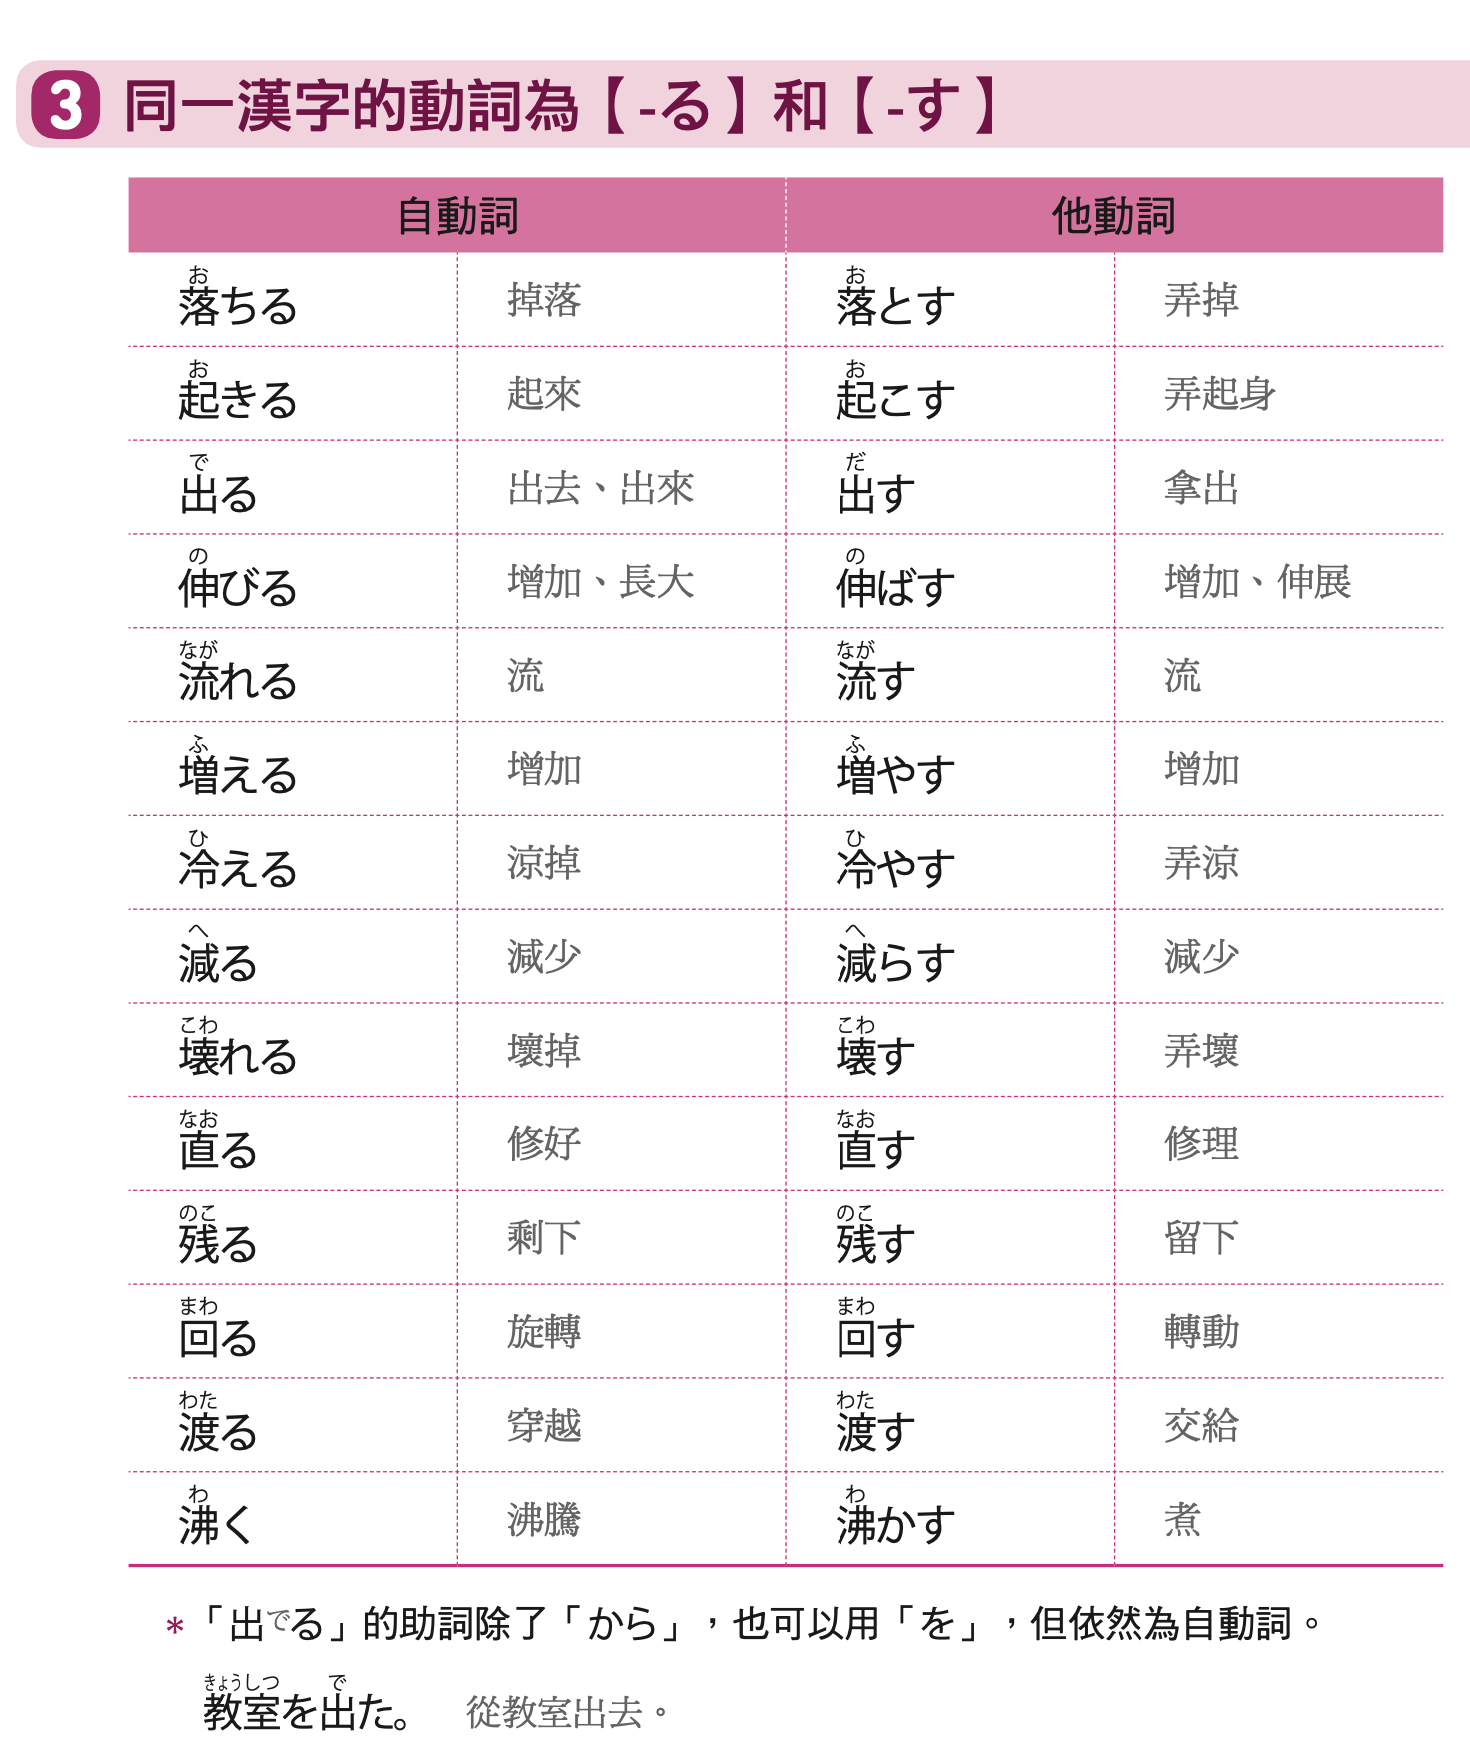 3 同一漢字的動詞為【-る】和【-す】
自動詞 他動詞
お お
落ちる 掉落 落とす 弄掉
お お
起きる 起來 起こす 弄起身
で だ
出る 出去、出來 出す 拿出
の の
伸びる 增加、長大 伸ばす 增加、伸展
なが なが
流れる 流 流す 流
ふ ふ
増える 增加 増やす 增加
ひ ひ
冷える 涼掉 冷やす 弄涼
へ へ
減る 減少 減らす 減少
こわ こわ
壊れる 壞掉 壊す 弄壞
なお なお
直る 修好 直す 修理
のこ のこ
残る 剩下 残す 留下
まわ まわ
回る 旋轉 回す 轉動
わた わた
渡る 穿越 渡す 交給
わ わ
沸く 沸騰 沸かす 煮
*「出でる」的助詞除了「から」，也可以用「を」，但依然為自動詞。
きょうしつ で
教室を出た。 從教室出去。